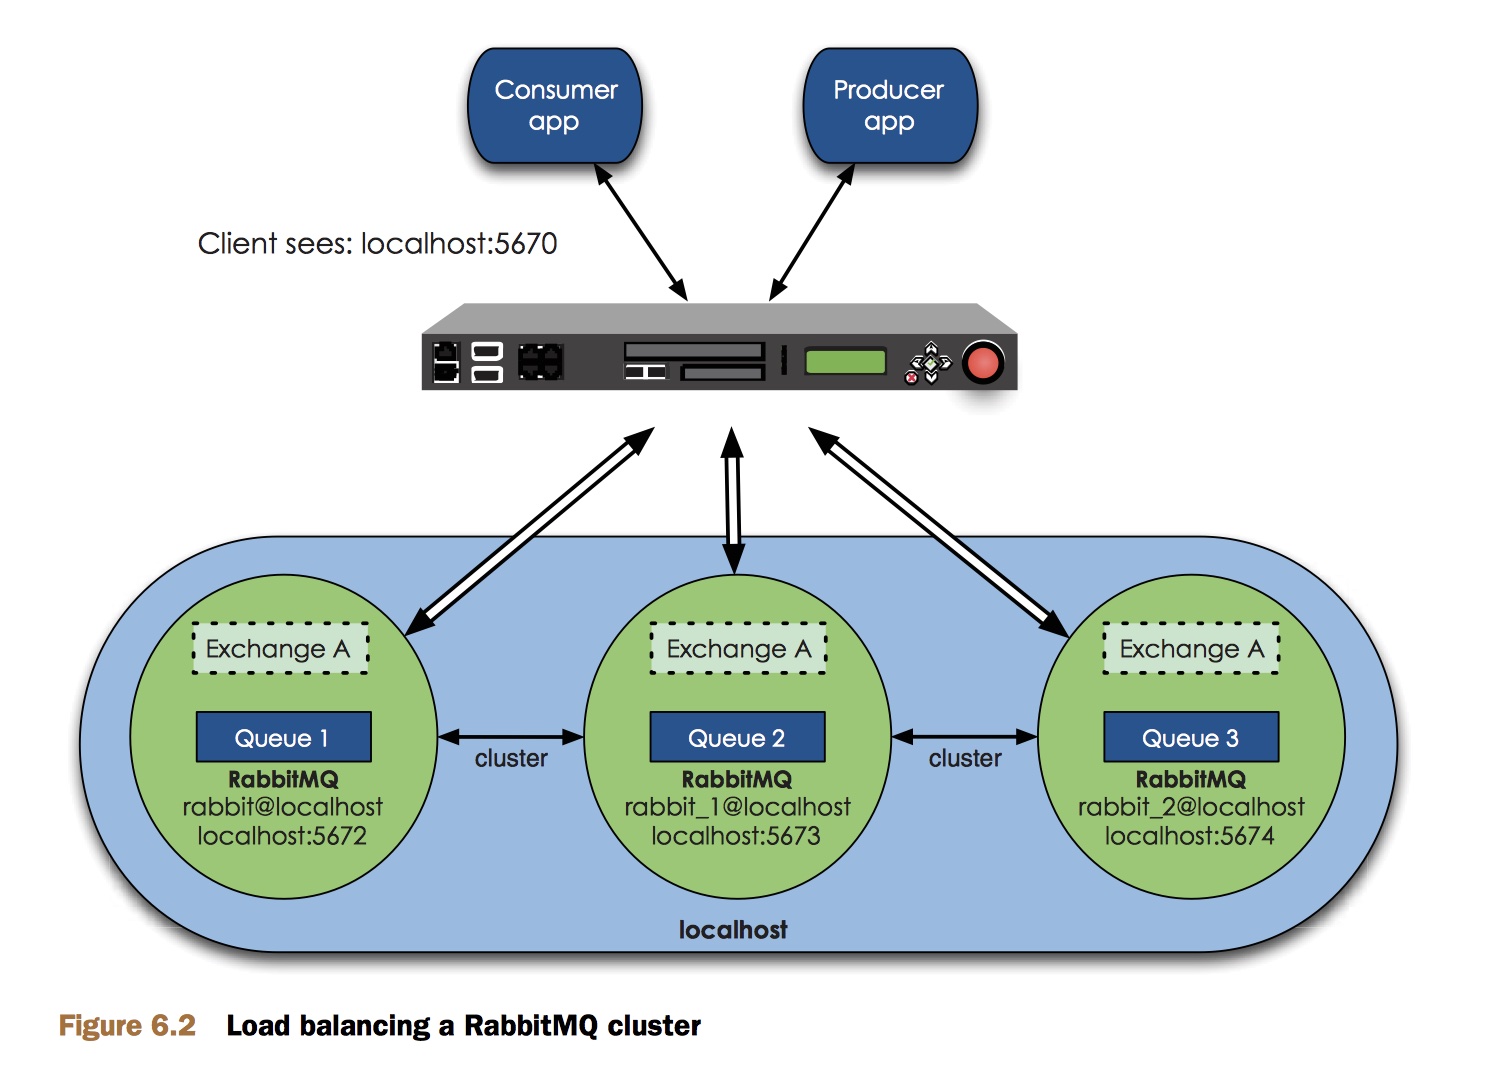 Consumer
app
Producer
app
Client sees: localhost:5670
Exchange A
Queue 1
RabbitMQ
rabbit@localhost
localhost:5672
cluster
Exchange A
Queue 2
RabbitMQ
rabbit_1@localhost
localhost:5673
cluster
Exchange A
Queue 3
RabbitMQ
rabbit_2@localhost
localhost:5674
localhost
Figure 6.2 Load balancing a RabbitMQ cluster